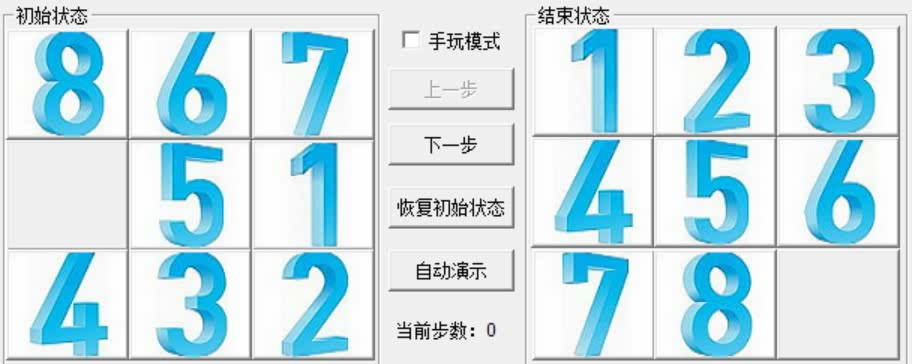 初始状态
8 6 7
5 1
4 3 2
手玩模式
上一步
下一步
恢复初始状态
自动演示
当前步数：0
结束状态
1 2 3
4 5 6
7 8